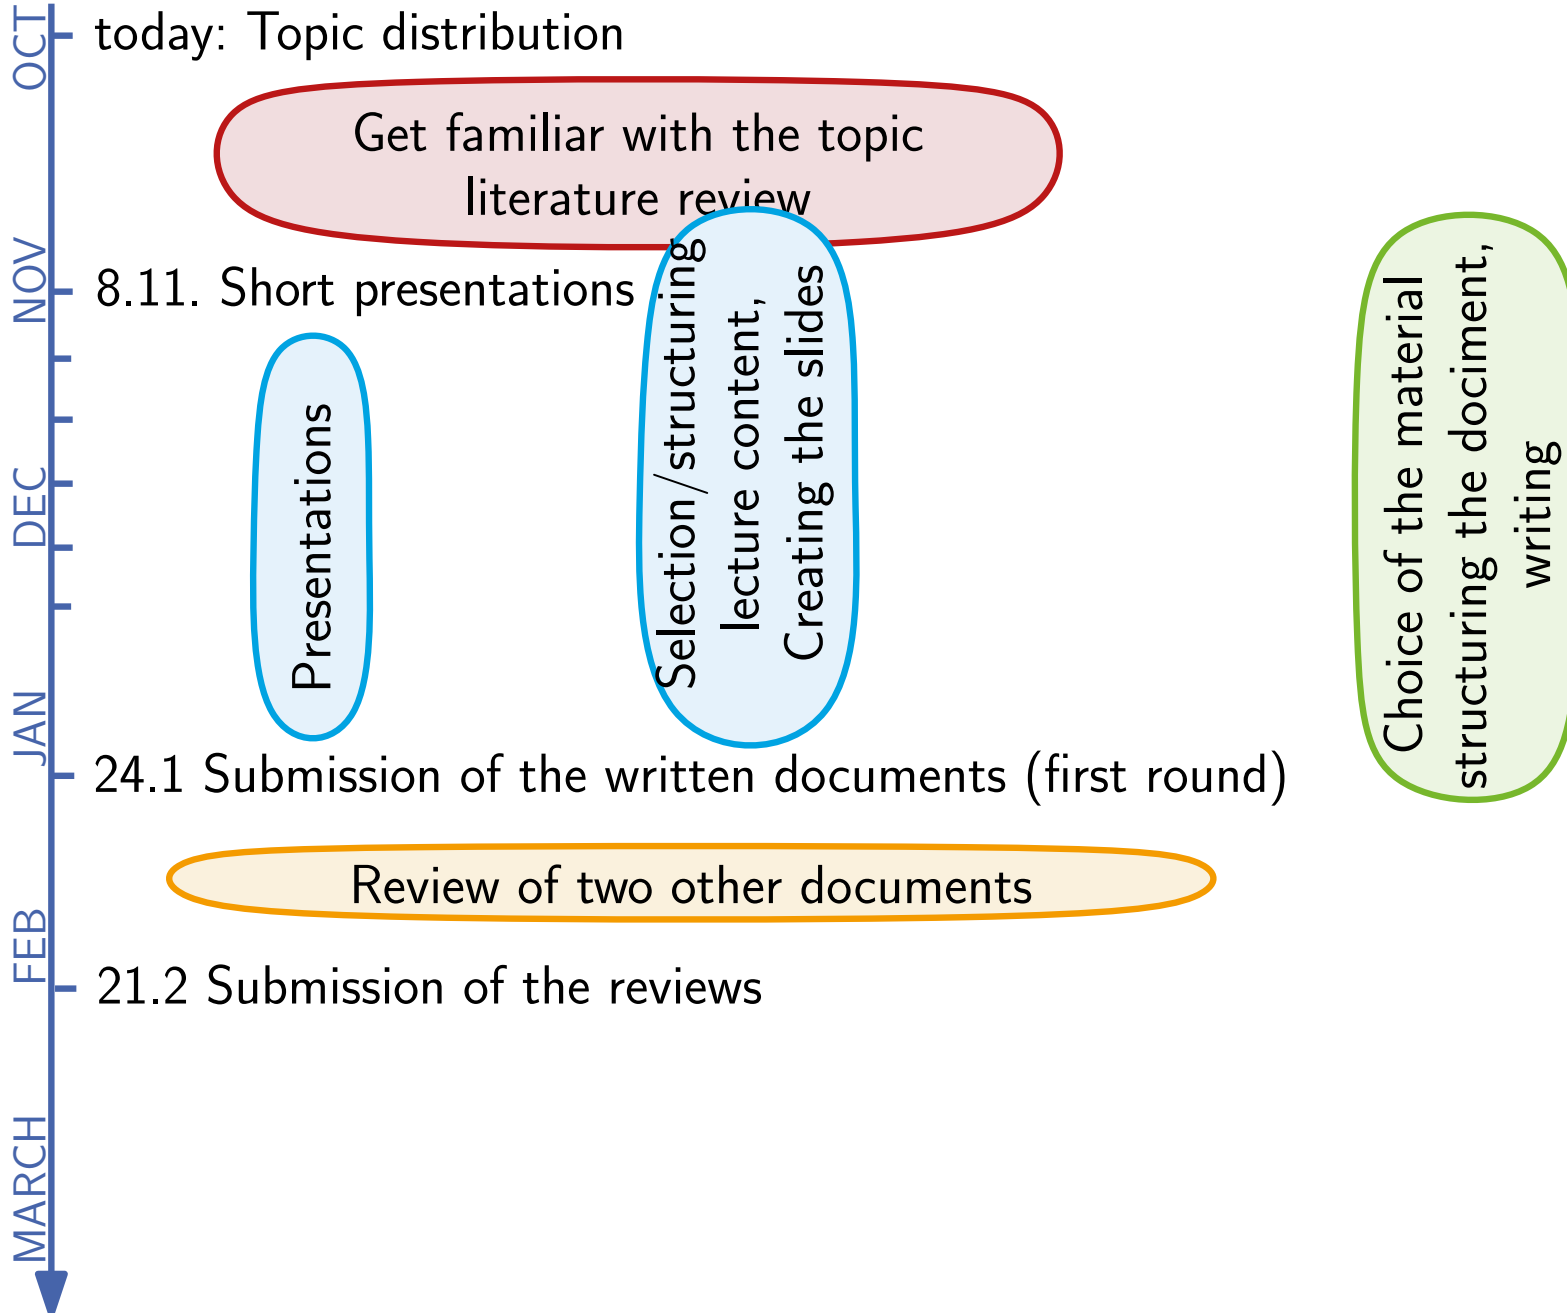 OCT
today: Topic distribution
Get familiar with the topic
literature review
NOV
8.11. Short presentations
Presentations
Selection/structuring
lecture content,
Creating the slides
Choice of the material
structuring the dociment,
writing
DEC
JAN
24.1 Submission of the written documents (first round)
Review of two other documents
FEB
21.2 Submission of the reviews
MARCH